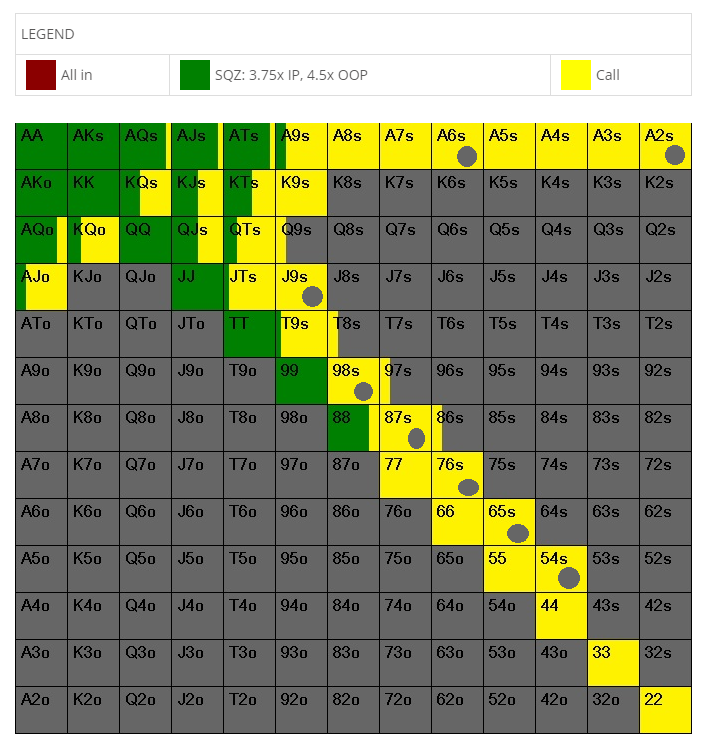 LEGEND
All in SQZ: 3.75x IP, 4.5x OOP Call
AA AKs AQs AJs ATs A9s A8s A7s A6s A5s A4s A3s A2s
AKo KK KQs KJs KTs K9s K8s K7s K6s K5s K4s K3s K2s
AQo KQo QQ QJs QTs Q9s Q8s Q7s Q6s Q5s Q4s Q3s Q2s
AJo KJo QJo JJ JTs J9s J8s J7s J6s J5s J4s J3s J2s
ATo KTo QTo JTo TT T9s T8s T7s T6s T5s T4s T3s T2s
A9o K9o Q9o J9o T9o 99 98s 97s 96s 95s 94s 93s 92s
A8o K8o Q8o J8o T8o 98o 88 87s 86s 85s 84s 83s 82s
A7o K7o Q7o J7o T7o 97o 87o 77 76s 75s 74s 73s 72s
A6o K6o Q6o J6o T6o 96o 86o 76o 66 65s 64s 63s 62s
A5o K5o Q5o J5o T5o 95o 85o 75o 65o 55 54s 53s 52s
A4o K4o Q4o J4o T4o 94o 84o 74o 64o 54o 44 43s 42s
A3o K3o Q3o J3o T3o 93o 83o 73o 63o 53o 43o 33 32s
A2o K2o Q2o J2o T2o 92o 82o 72o 62o 52o 42o 32o 22